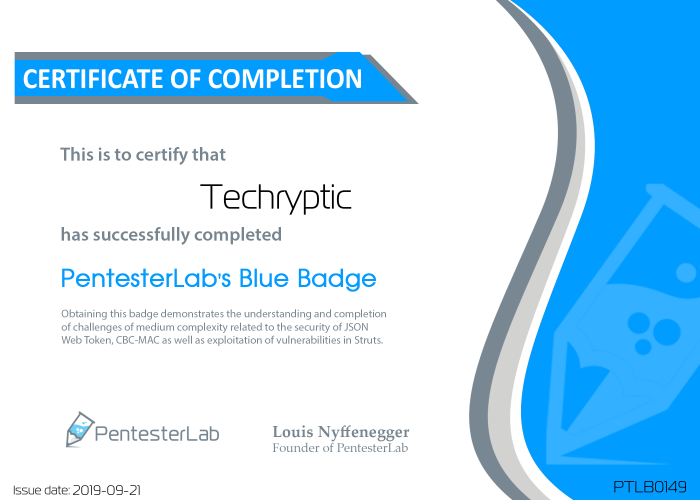 CERTIFICATE OF COMPLETION
This is to certify that
Techryptic
has successfully completed
PentesterLab's Blue Badge
Obtaining this badge demonstrates the understanding and completion
of challenges of medium complexity related to the security of JSON
Web Token, CBC-MAC as well as exploitation of vulnerabilities in Struts.
PentesterLab
Louis Nyffenegger
Founder of PentesterLab
Issue date: 2019-09-21
PTLB0149